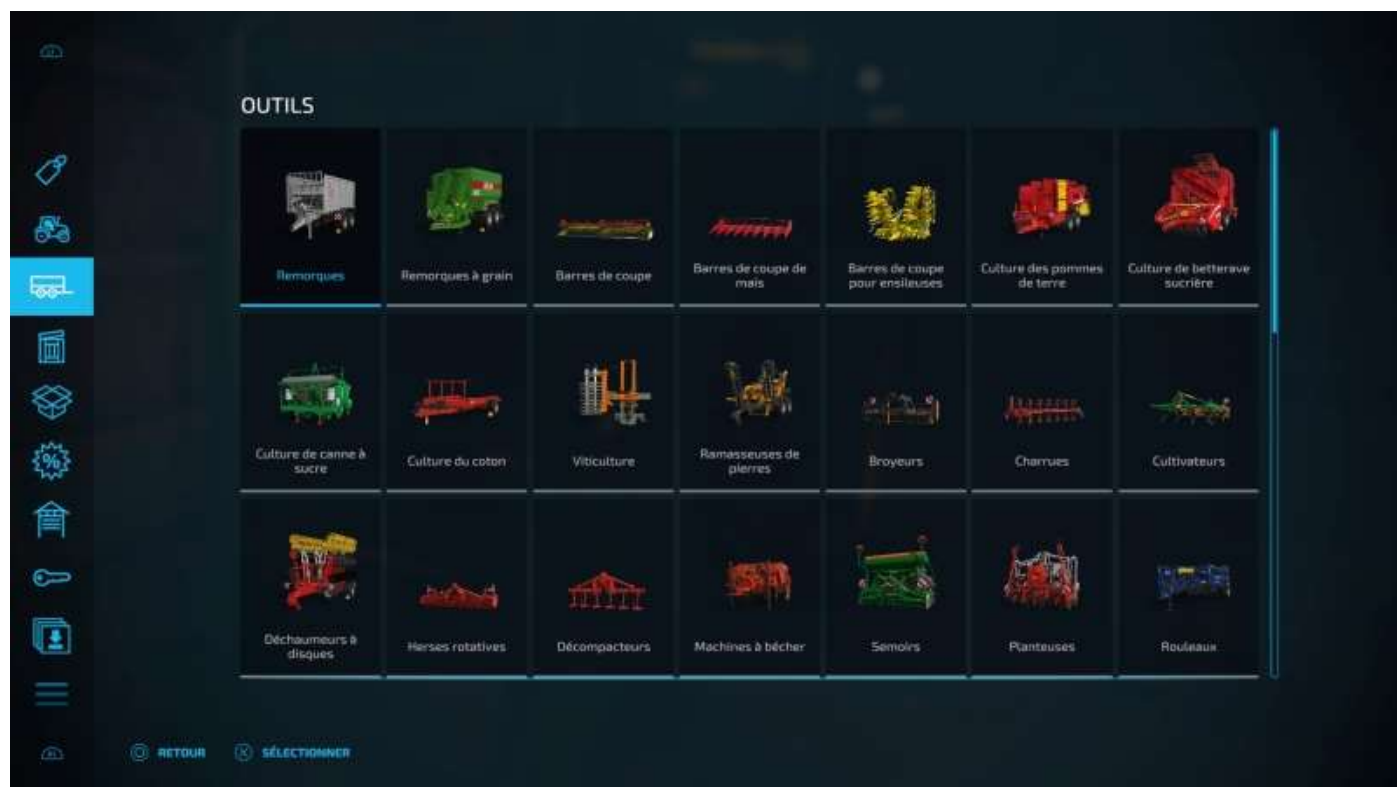 OUTILS
Remorques
Remorques à grain
Barres de coupe
Barres de coupe de
maïs
Barres de coupe
pour ensileuses
Culture des pommes
de terre
Culture de betterave
sucrière
Culture de canne à
sucre
Culture du coton
Viticulture
Ramasseuses de
pierres
Broyeurs
Charrues
Cultivateurs
Déchaumeurs à
disques
Herses rotatives
Décompacteurs
Machines à bêcher
Semoirs
Planteuses
Rouleaux
RETOUR
SÉLECTIONNER